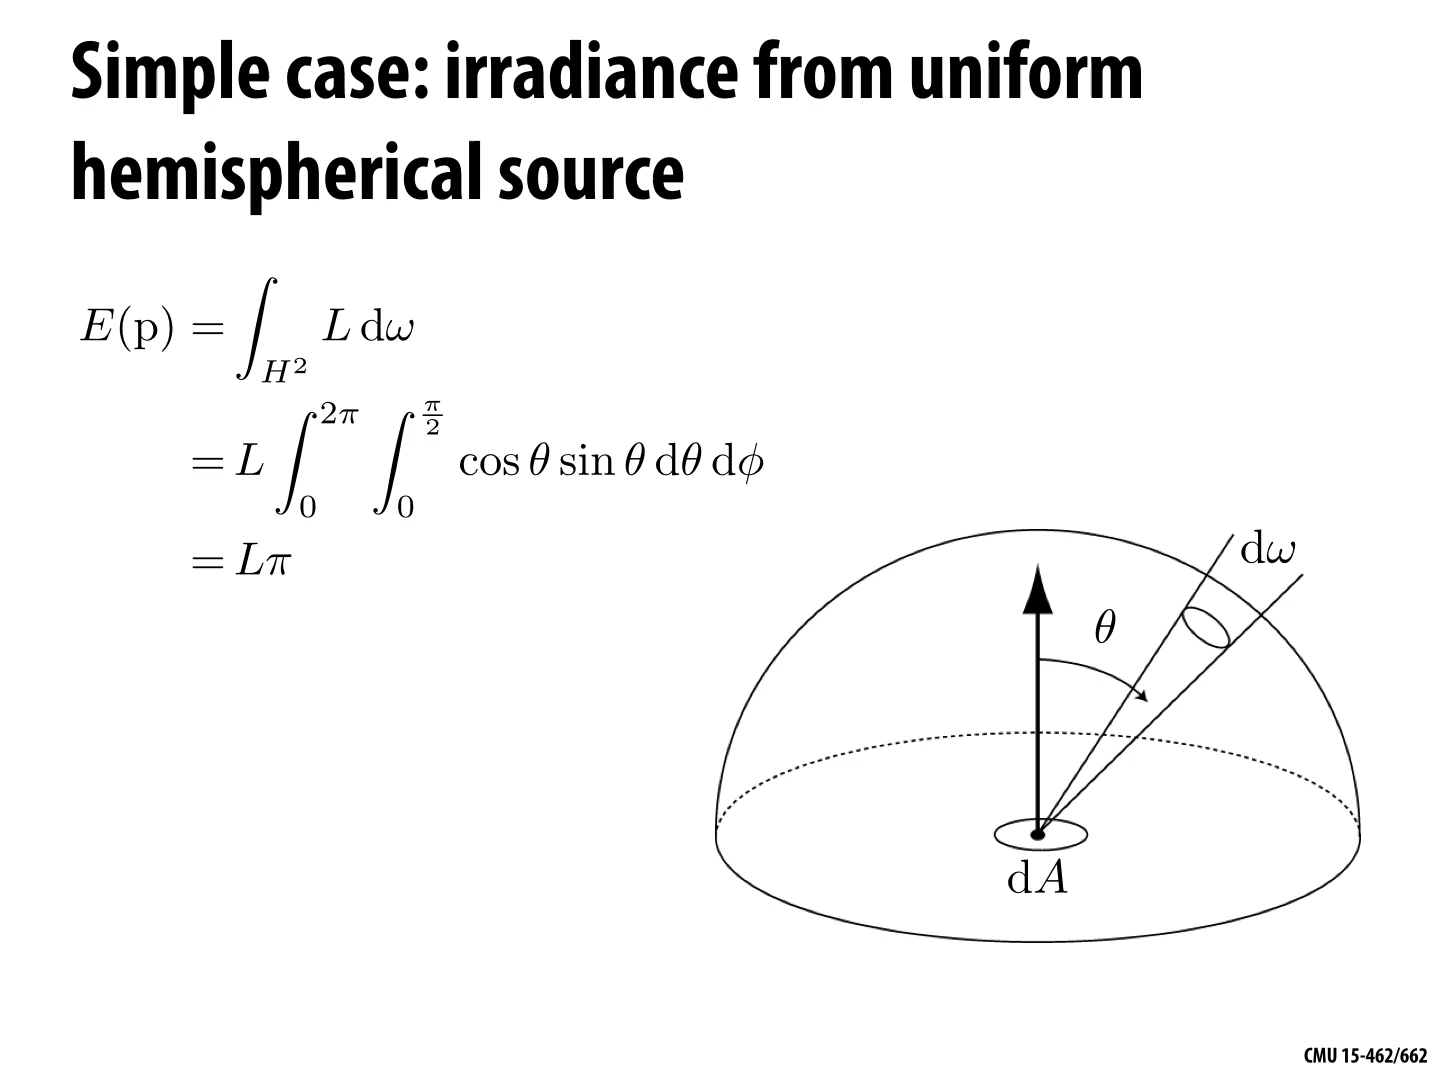 Simple case: irradiance from uniform
hemispherical source
E(p) = ∫_{H²} L dω
= L ∫_0^{2π} ∫_0^{π/2} cos θ sin θ dθ dϕ
= Lπ
dω
θ
dA
CMU 15-462/662